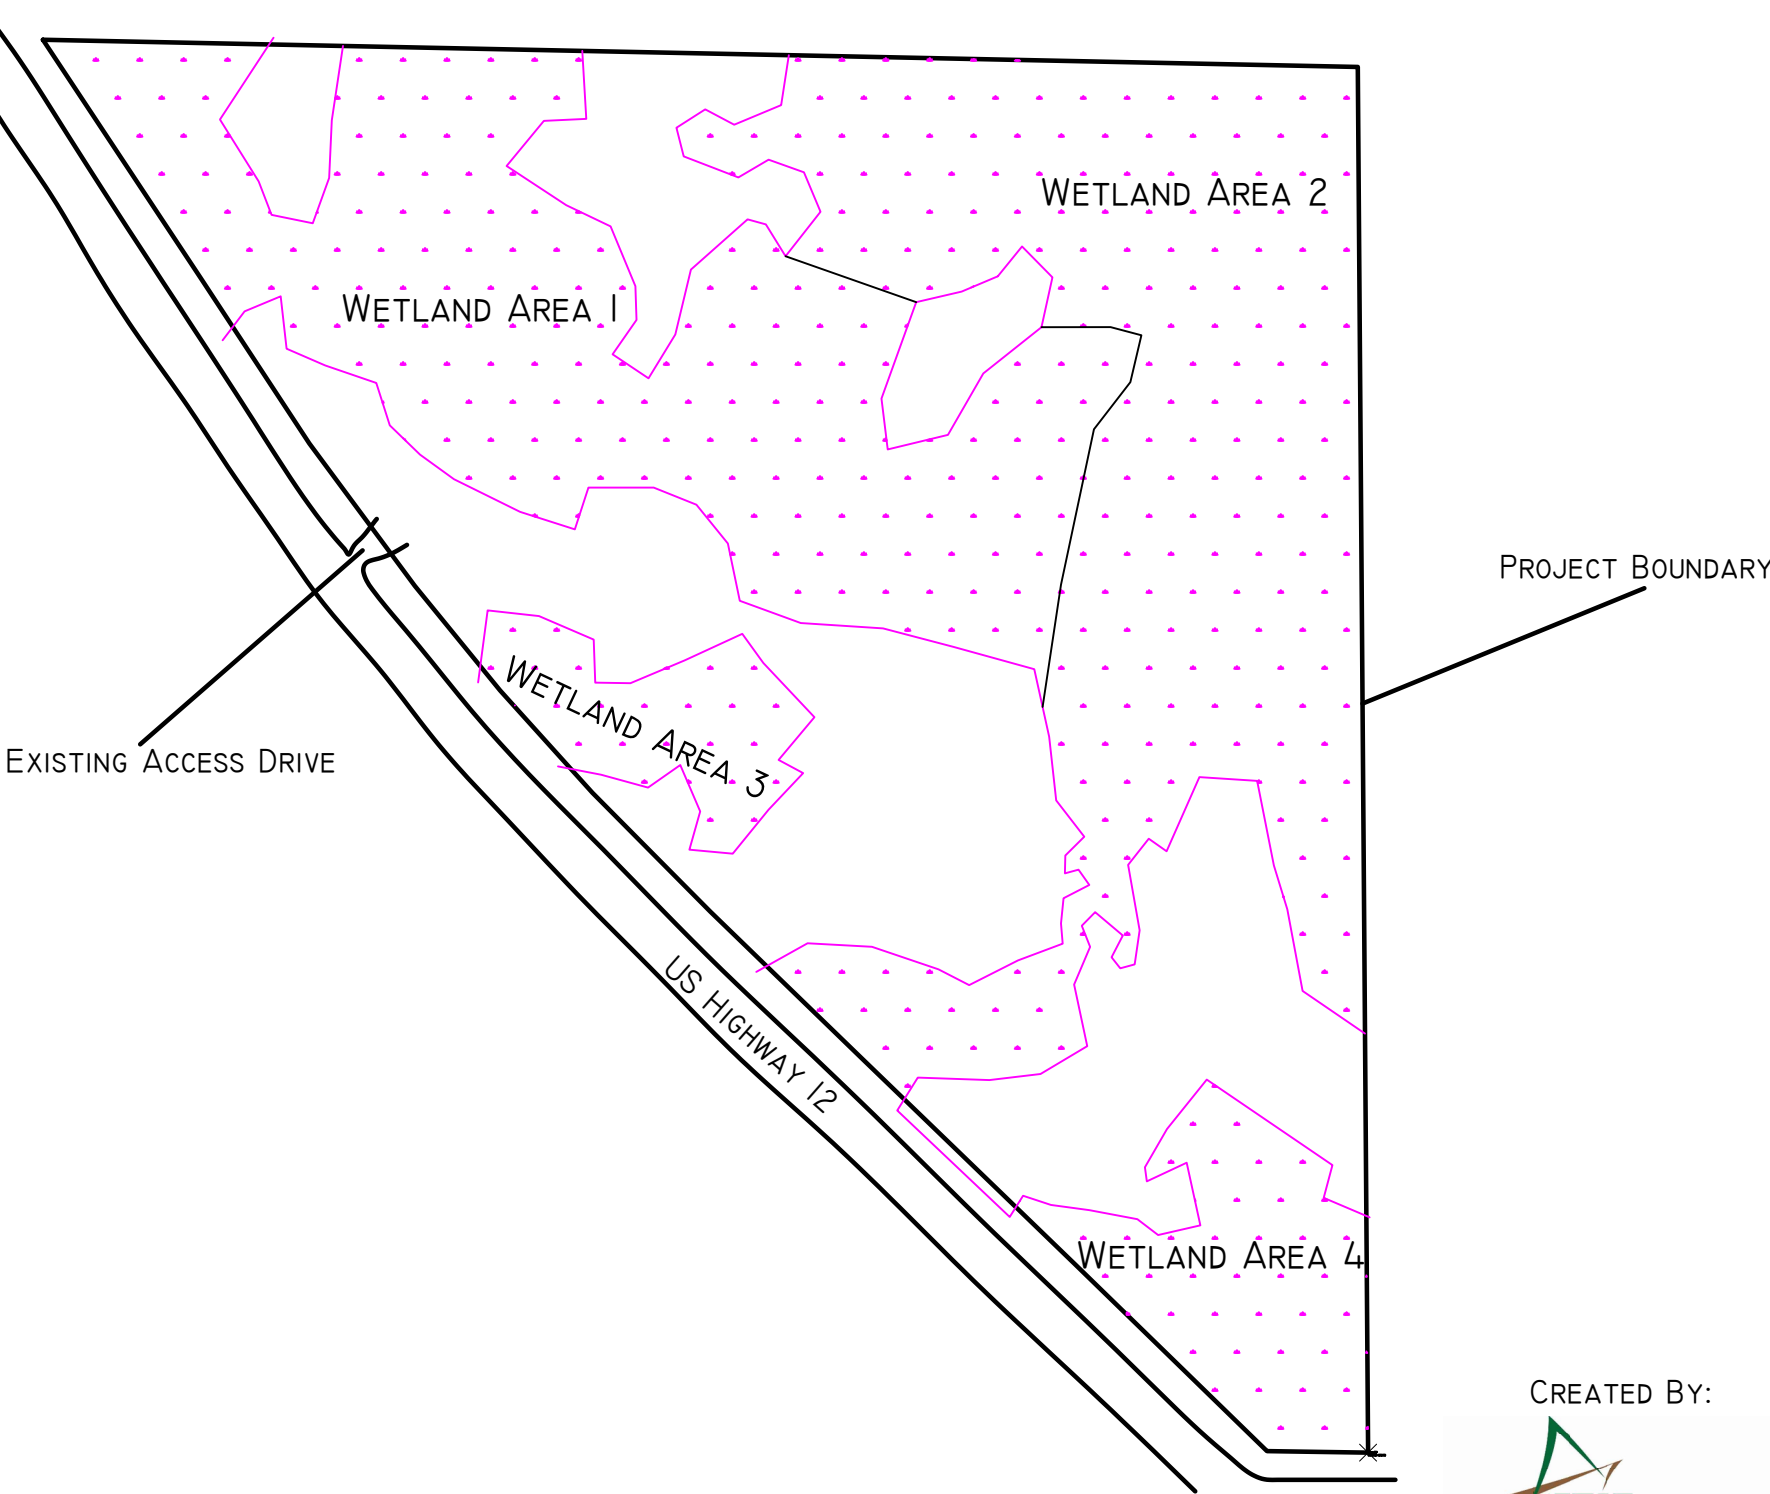 Wetland Area 2
Wetland Area 1
Project Boundary
Wetland Area 3
Existing Access Drive
US Highway 12
Wetland Area 4
Created By: